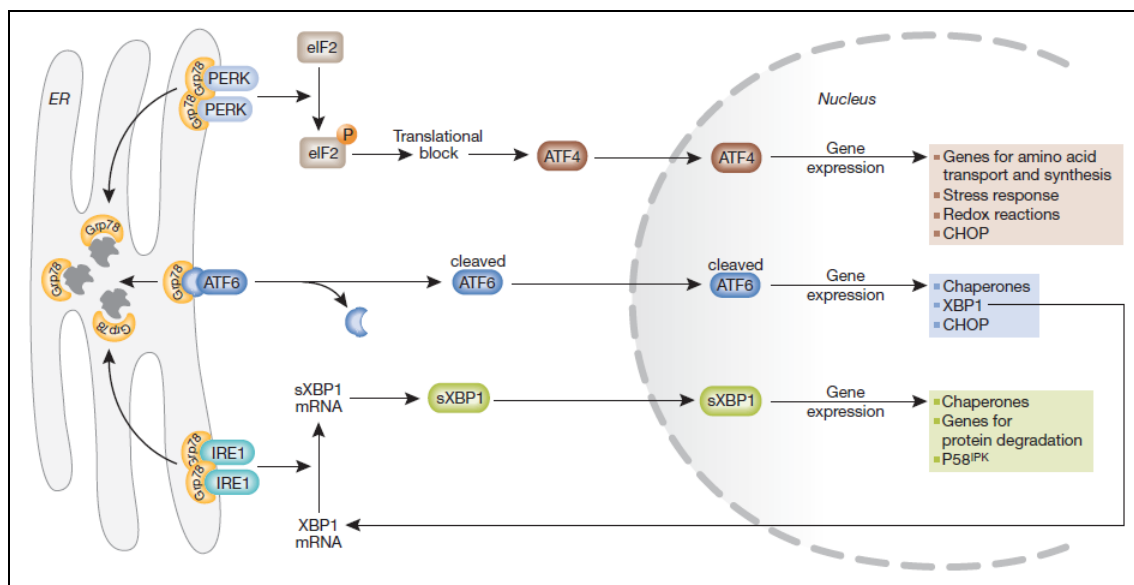 ER
Grp78
PERK
Grp78
PERK
eIF2
P
eIF2
Translational
block
ATF4
Nucleus
ATF4
Gene
expression
Genes for amino acid
transport and synthesis
Stress response
Redox reactions
CHOP
Grp78
Grp78
Grp78
Grp78
ATF6
cleaved
ATF6
cleaved
ATF6
Gene
expression
Chaperones
XBP1
CHOP
Grp78
IRE1
Grp78
IRE1
sXBP1
mRNA
XBP1
mRNA
sXBP1
sXBP1
Gene
expression
Chaperones
Genes for
protein degradation
P58IPK